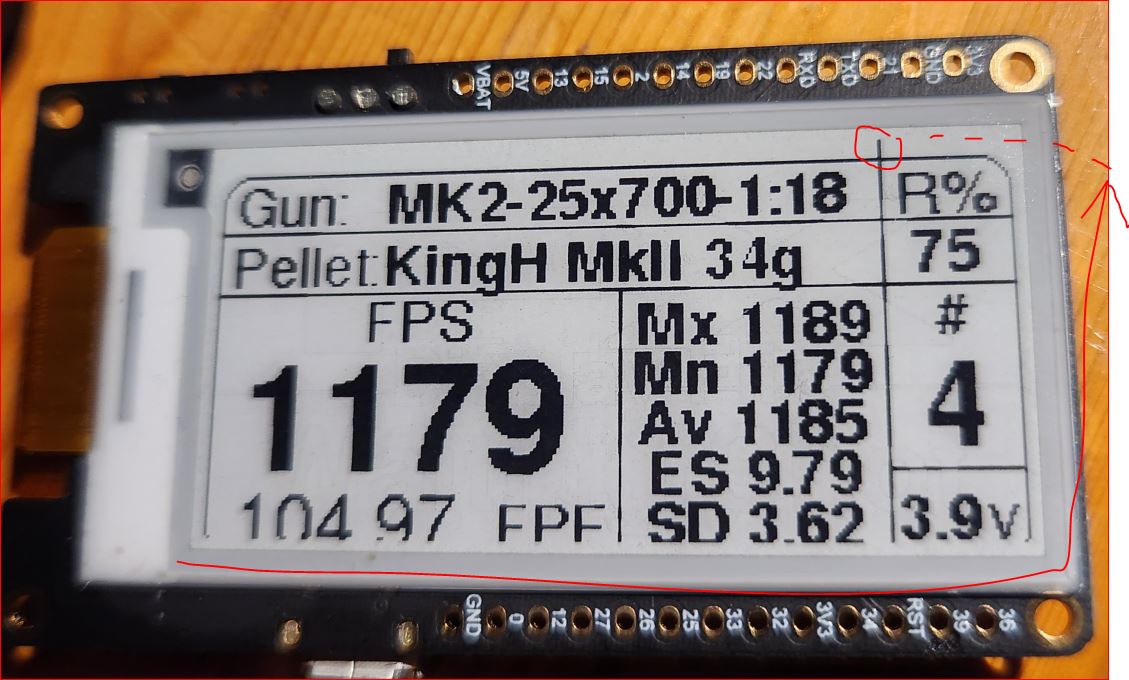 VBAT 5V 13 15 2 14 19 22 RXD TXD 21 GND 3V3
Gun: MK2-25x700-1:18 R%
Pellet: KingH MkII 34g 75
FPS
1179
104.97 FPF
Mx 1189
Mn 1179
Av 1185
ES 9.79
SD 3.62
#
4
3.9V
GND 0 12 27 26 25 33 32 3V3 34 RST 39 36